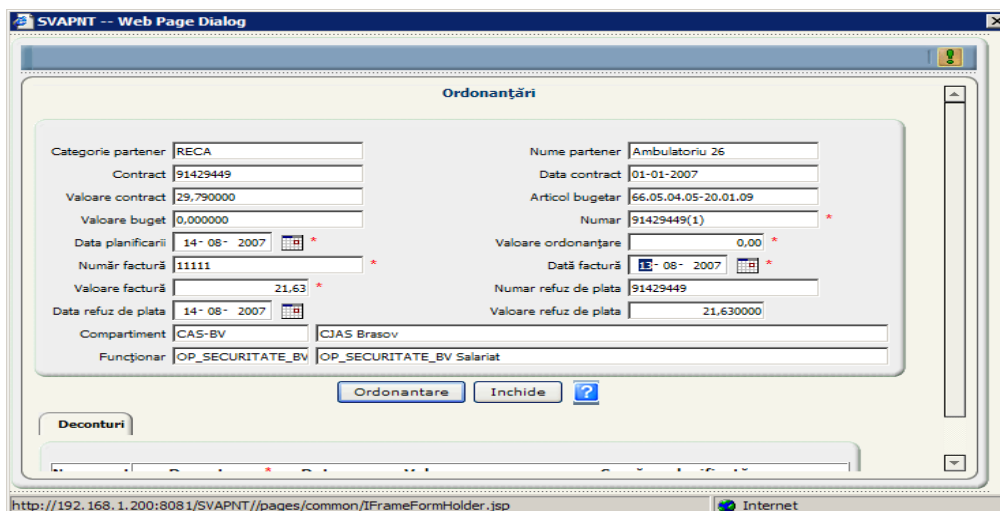 SVAPNT -- Web Page Dialog
Ordonanţări
Categorie partener RECA Nume partener Ambulatoriu 26
Contract 91429449 Data contract 01-01-2007
Valoare contract 29,790000 Articol bugetar 66.05.04.05-20.01.09
Valoare buget 0,000000 Numar 91429449(1) *
Data planificarii 14- 08- 2007 * Valoare ordonanţare 0,00 *
Număr factură 11111 * Dată factură 13- 08- 2007 *
Valoare factură 21,63 * Numar refuz de plata 91429449
Data refuz de plata 14- 08- 2007 Valoare refuz de plata 21,630000
Compartiment CAS-BV CJAS Brasov
Funcţionar OP_SECURITATE_BV OP_SECURITATE_BV Salariat
Ordonantare Inchide ?
Deconturi
http://192.168.1.200:8081/SVAPNT//pages/common/IFrameFormHolder.jsp Internet